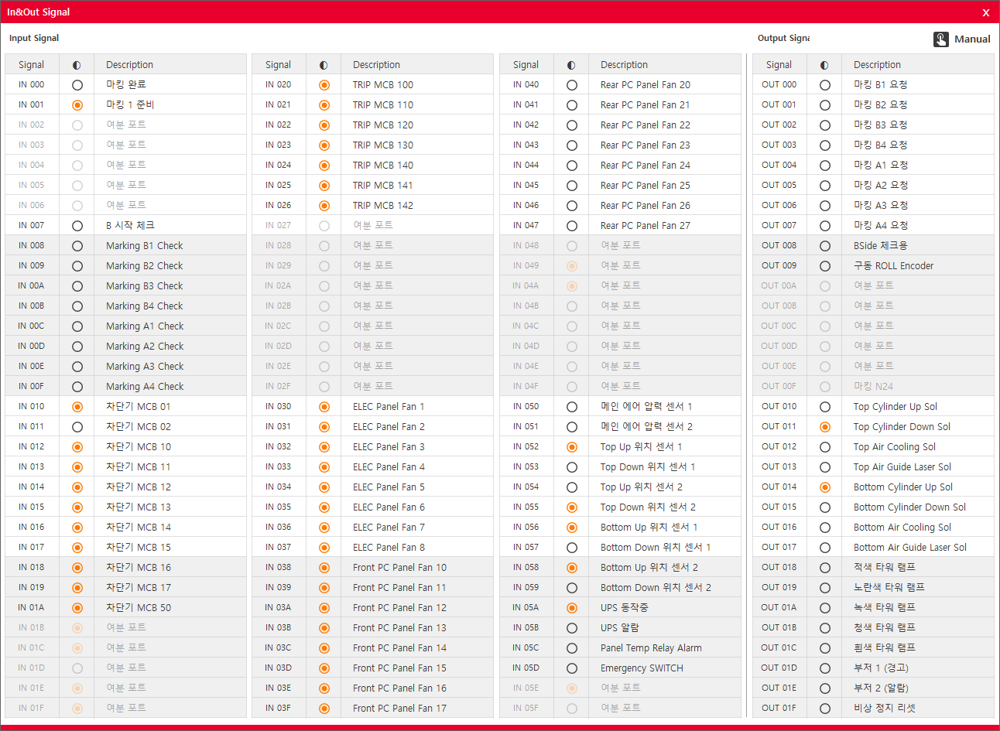 In&Out Signal
X
Input Signal
Output Signa
Manual
Signal Description
IN 000 마킹 완료
IN 001 마킹 1 준비
IN 002 여분 포트
IN 003 여분 포트
IN 004 여분 포트
IN 005 여분 포트
IN 006 여분 포트
IN 007 B 시작 체크
IN 008 Marking B1 Check
IN 009 Marking B2 Check
IN 00A Marking B3 Check
IN 00B Marking B4 Check
IN 00C Marking A1 Check
IN 00D Marking A2 Check
IN 00E Marking A3 Check
IN 00F Marking A4 Check
IN 010 차단기 MCB 01
IN 011 차단기 MCB 02
IN 012 차단기 MCB 10
IN 013 차단기 MCB 11
IN 014 차단기 MCB 12
IN 015 차단기 MCB 13
IN 016 차단기 MCB 14
IN 017 차단기 MCB 15
IN 018 차단기 MCB 16
IN 019 차단기 MCB 17
IN 01A 차단기 MCB 50
IN 01B 여분 포트
IN 01C 여분 포트
IN 01D 여분 포트
IN 01E 여분 포트
IN 01F 여분 포트
Signal Description
IN 020 TRIP MCB 100
IN 021 TRIP MCB 110
IN 022 TRIP MCB 120
IN 023 TRIP MCB 130
IN 024 TRIP MCB 140
IN 025 TRIP MCB 141
IN 026 TRIP MCB 142
IN 027 여분 포트
IN 028 여분 포트
IN 029 여분 포트
IN 02A 여분 포트
IN 02B 여분 포트
IN 02C 여분 포트
IN 02D 여분 포트
IN 02E 여분 포트
IN 02F 여분 포트
IN 030 ELEC Panel Fan 1
IN 031 ELEC Panel Fan 2
IN 032 ELEC Panel Fan 3
IN 033 ELEC Panel Fan 4
IN 034 ELEC Panel Fan 5
IN 035 ELEC Panel Fan 6
IN 036 ELEC Panel Fan 7
IN 037 ELEC Panel Fan 8
IN 038 Front PC Panel Fan 10
IN 039 Front PC Panel Fan 11
IN 03A Front PC Panel Fan 12
IN 03B Front PC Panel Fan 13
IN 03C Front PC Panel Fan 14
IN 03D Front PC Panel Fan 15
IN 03E Front PC Panel Fan 16
IN 03F Front PC Panel Fan 17
Signal Description
IN 040 Rear PC Panel Fan 20
IN 041 Rear PC Panel Fan 21
IN 042 Rear PC Panel Fan 22
IN 043 Rear PC Panel Fan 23
IN 044 Rear PC Panel Fan 24
IN 045 Rear PC Panel Fan 25
IN 046 Rear PC Panel Fan 26
IN 047 Rear PC Panel Fan 27
IN 048 여분 포트
IN 049 여분 포트
IN 04A 여분 포트
IN 04B 여분 포트
IN 04C 여분 포트
IN 04D 여분 포트
IN 04E 여분 포트
IN 04F 여분 포트
IN 050 메인 에어 압력 센서 1
IN 051 메인 에어 압력 센서 2
IN 052 Top Up 위치 센서 1
IN 053 Top Down 위치 센서 1
IN 054 Top Up 위치 센서 2
IN 055 Top Down 위치 센서 2
IN 056 Bottom Up 위치 센서 1
IN 057 Bottom Down 위치 센서 1
IN 058 Bottom Up 위치 센서 2
IN 059 Bottom Down 위치 센서 2
IN 05A UPS 동작중
IN 05B UPS 알람
IN 05C Panel Temp Relay Alarm
IN 05D Emergency SWITCH
IN 05E 여분 포트
IN 05F 여분 포트
Signal Description
OUT 000 마킹 B1 요청
OUT 001 마킹 B2 요청
OUT 002 마킹 B3 요청
OUT 003 마킹 B4 요청
OUT 004 마킹 A1 요청
OUT 005 마킹 A2 요청
OUT 006 마킹 A3 요청
OUT 007 마킹 A4 요청
OUT 008 BSide 체크용
OUT 009 구동 ROLL Encoder
OUT 00A 여분 포트
OUT 00B 여분 포트
OUT 00C 여분 포트
OUT 00D 여분 포트
OUT 00E 여분 포트
OUT 00F 마킹 N24
OUT 010 Top Cylinder Up Sol
OUT 011 Top Cylinder Down Sol
OUT 012 Top Air Cooling Sol
OUT 013 Top Air Guide Laser Sol
OUT 014 Bottom Cylinder Up Sol
OUT 015 Bottom Cylinder Down Sol
OUT 016 Bottom Air Cooling Sol
OUT 017 Bottom Air Guide Laser Sol
OUT 018 적색 타워 램프
OUT 019 노란색 타워 램프
OUT 01A 녹색 타워 램프
OUT 01B 청색 타워 램프
OUT 01C 흰색 타워 램프
OUT 01D 부저 1 (경고)
OUT 01E 부저 2 (알람)
OUT 01F 비상 정지 리셋